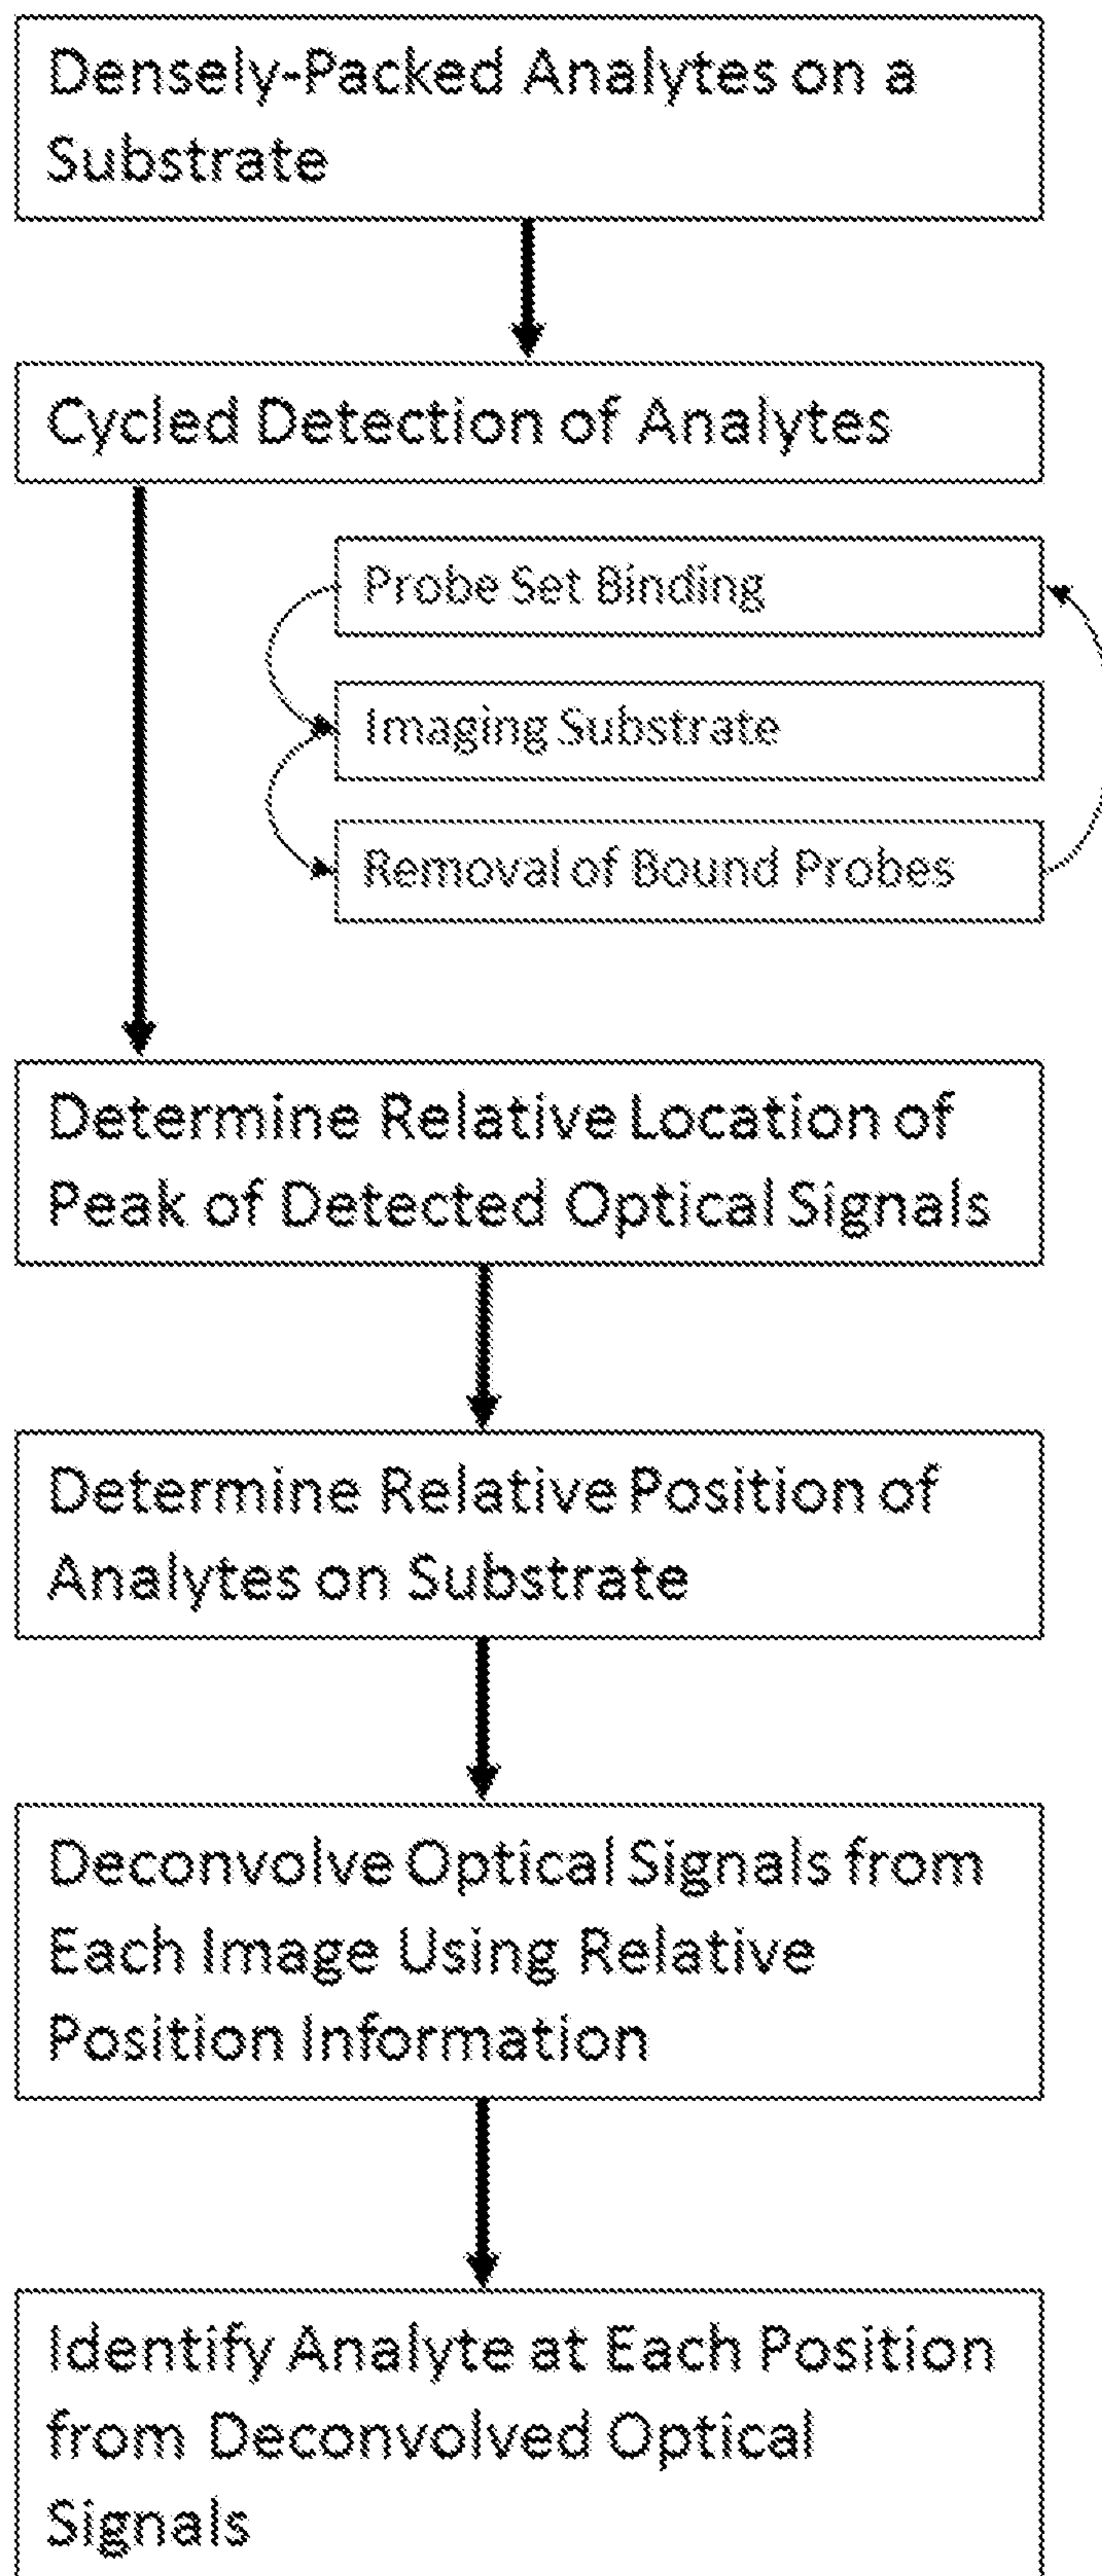 Densely-Packed Analytes on a
Substrate
Cycled Detection of Analytes
Probe Set Binding
Imaging Substrate
Removal of Bound Probes
Determine Relative Location of
Peak of Detected Optical Signals
Determine Relative Position of
Analytes on Substrate
Deconvolve Optical Signals from
Each Image Using Relative
Position Information
Identify Analyte at Each Position
from Deconvolved Optical
Signals